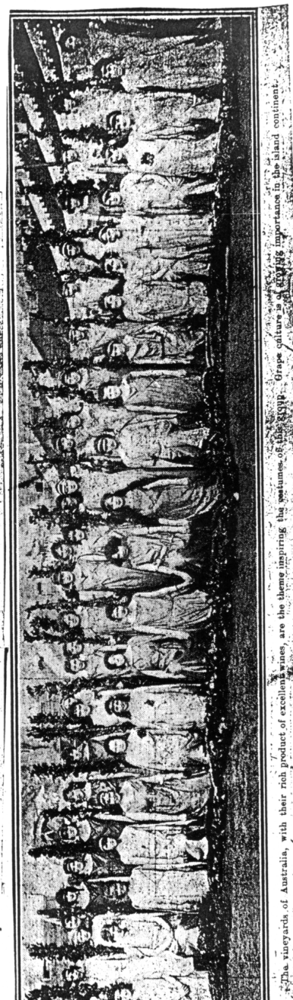 The vineyards of Australia, with their rich product of excellent wines, are the theme inspiring the costumes of this group. Grape culture is of growing importance in the island continent.